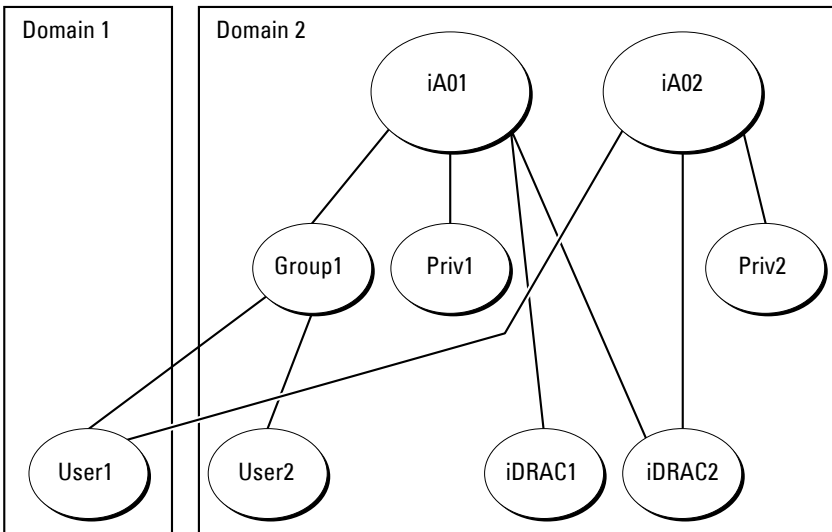 Domain 1
Domain 2
iA01
iA02
Group1
Priv1
Priv2
User1
User2
iDRAC1
iDRAC2